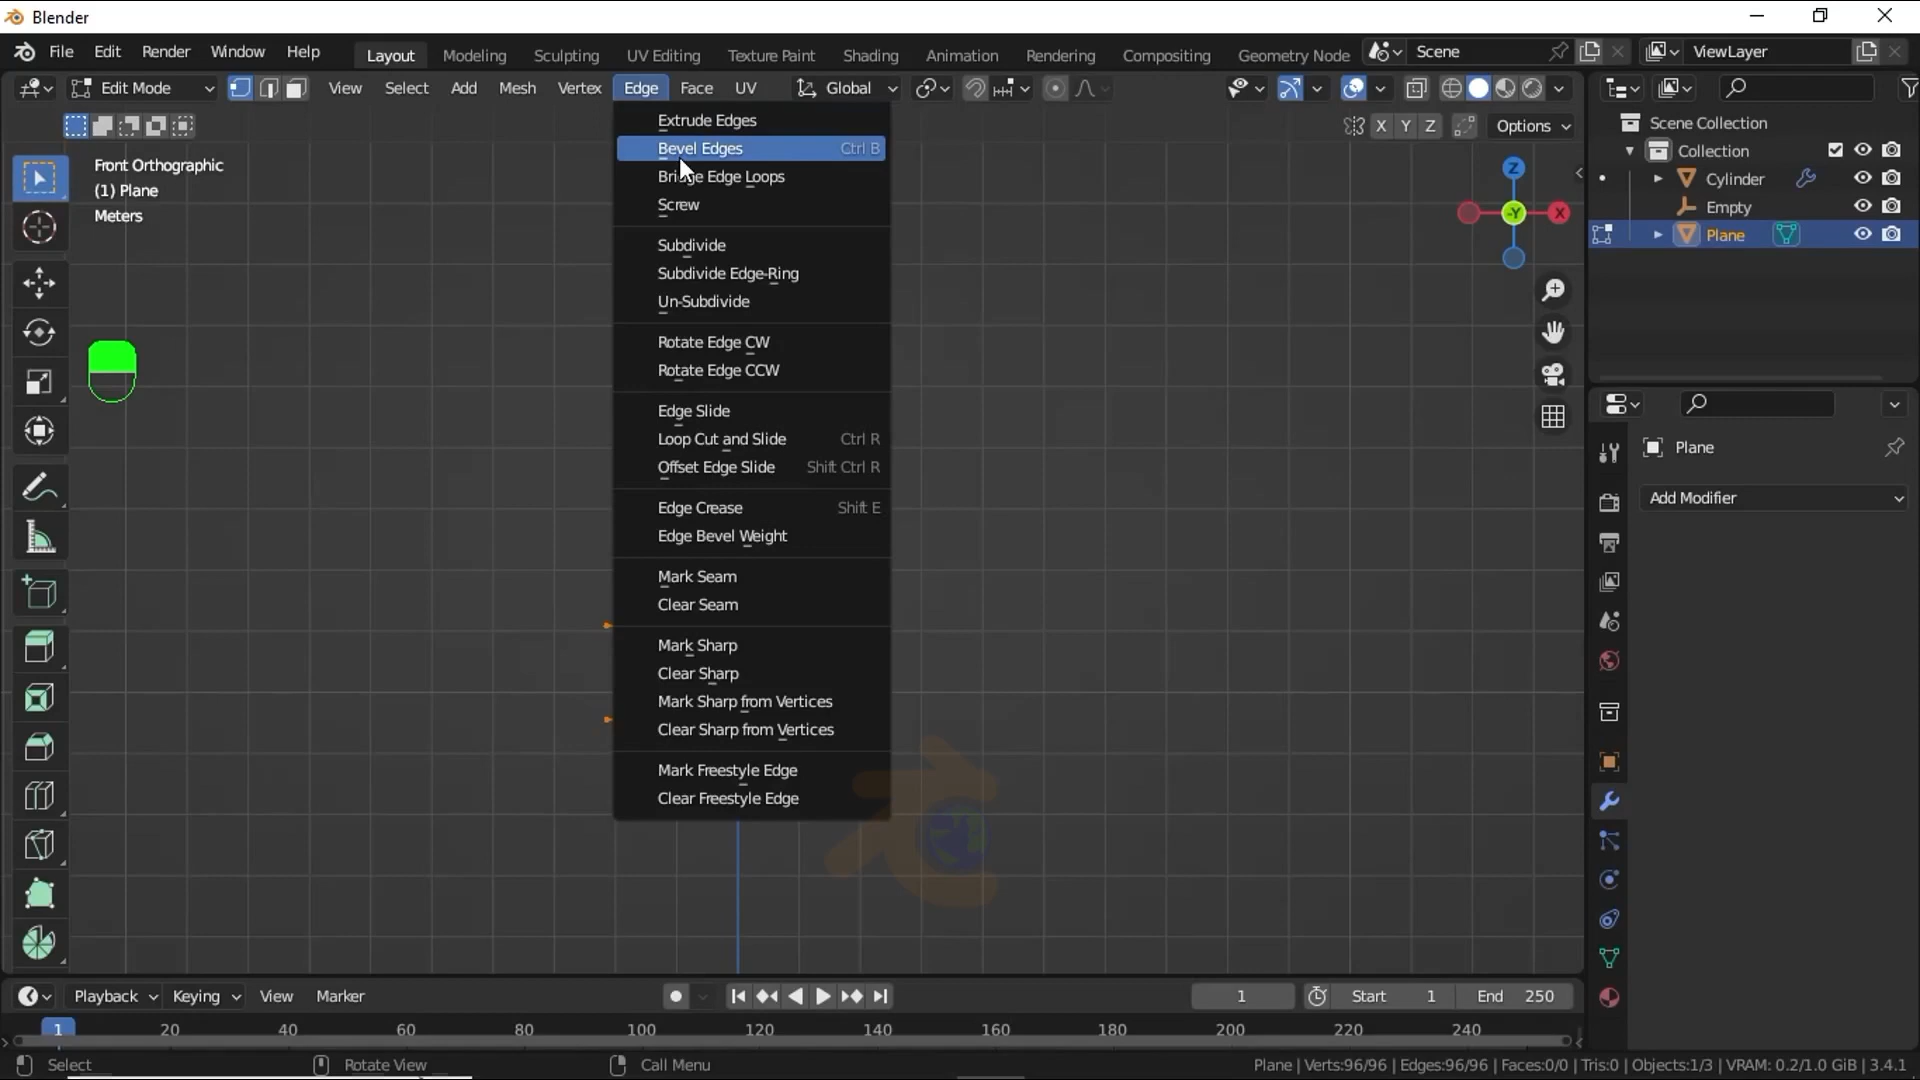 Blender
File Edit Render Window Help Layout Modeling Sculpting UV Editing Texture Paint Shading Animation Rendering Compositing Geometry Node Scene ViewLayer
Edit Mode View Select Add Mesh Vertex Edge Face UV Global
X Y Z Options
Front Orthographic
(1) Plane
Meters
Extrude Edges
Bevel Edges Ctrl B
Bridge Edge Loops
Screw
Subdivide
Subdivide Edge-Ring
Un-Subdivide
Rotate Edge CW
Rotate Edge CCW
Edge Slide
Loop Cut and Slide Ctrl R
Offset Edge Slide Shift Ctrl R
Edge Crease Shift E
Edge Bevel Weight
Mark Seam
Clear Seam
Mark Sharp
Clear Sharp
Mark Sharp from Vertices
Clear Sharp from Vertices
Mark Freestyle Edge
Clear Freestyle Edge
Z
-Y X
Scene Collection
Collection
Cylinder
Empty
Plane
Plane
Add Modifier
Playback Keying View Marker 1 Start 1 End 250
1 20 40 60 80 100 120 140 160 180 200 220 240
Select Rotate View Call Menu Plane | Verts:96/96 | Edges:96/96 | Faces:0/0 | Tris:0 | Objects:1/3 | VRAM: 0.2/1.0 GiB | 3.4.1